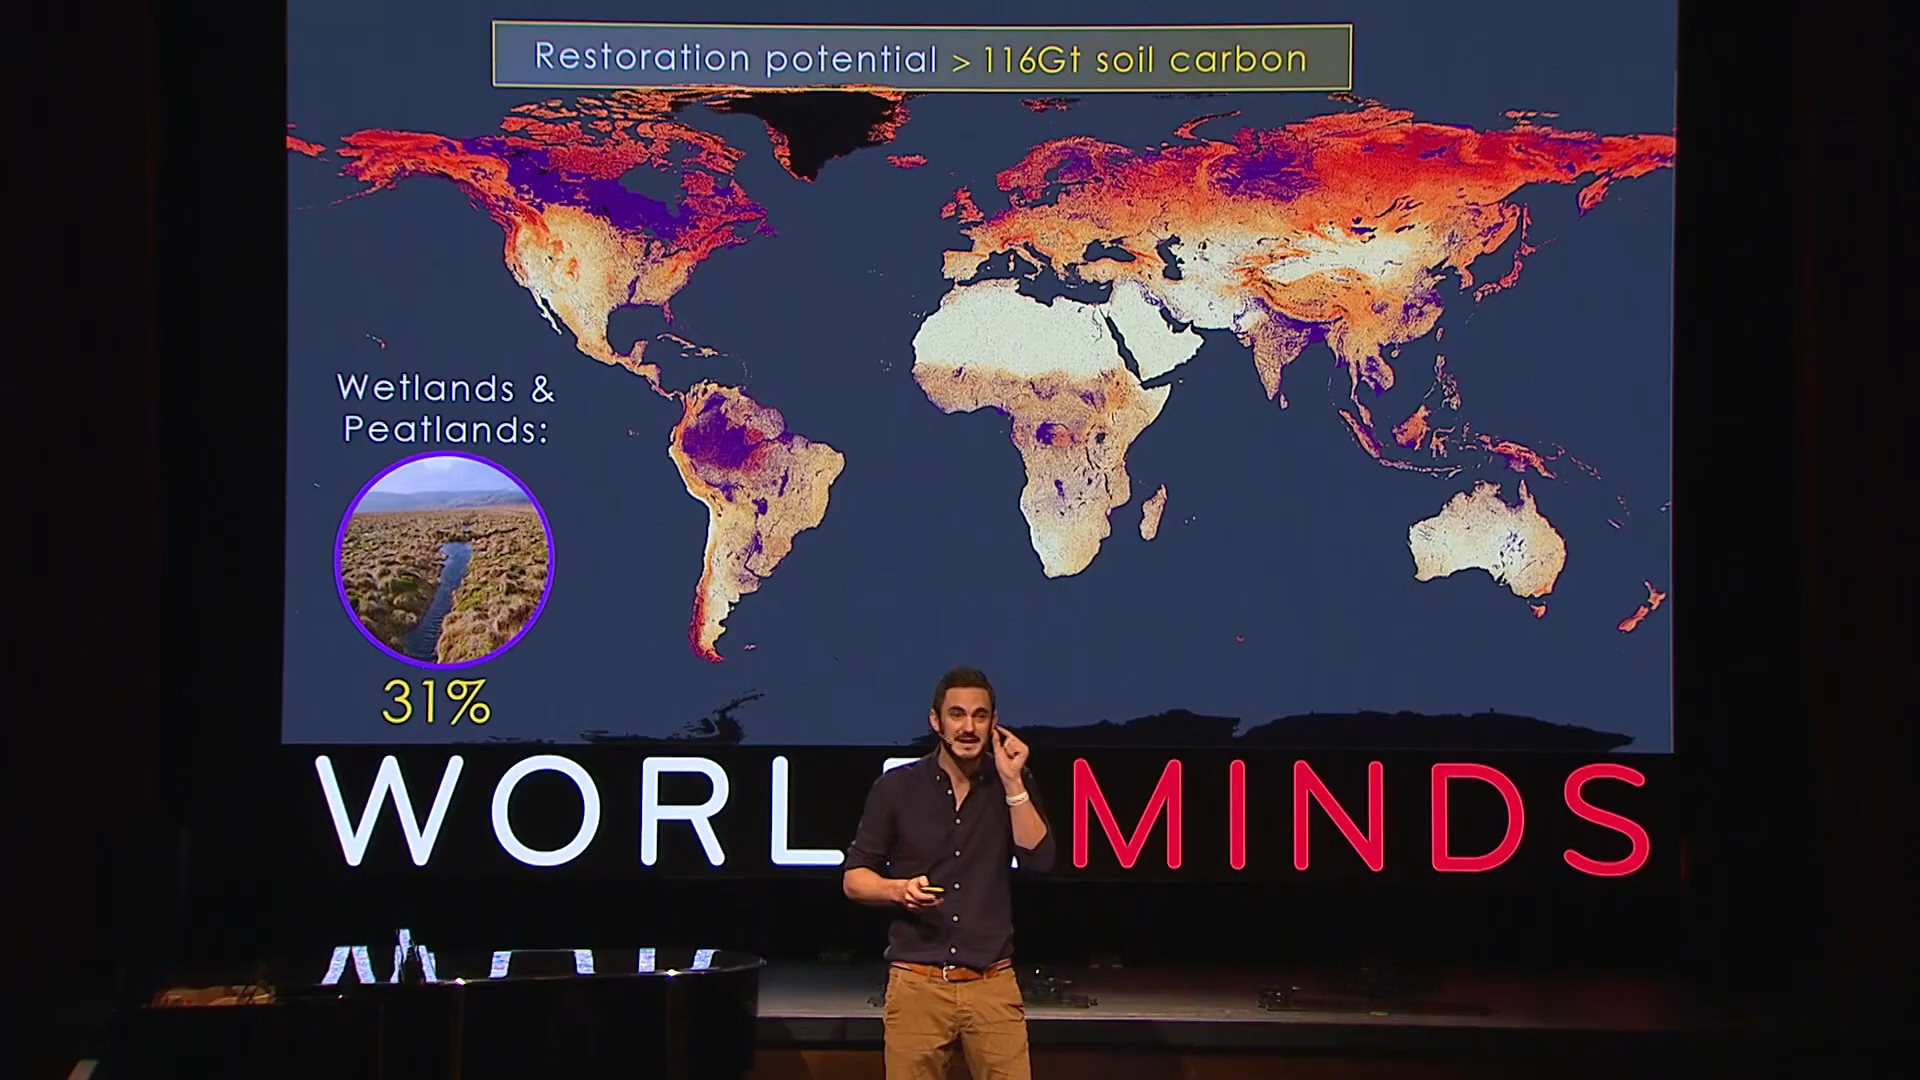 Restoration potential > 116Gt soil carbon
Wetlands &
Peatlands:
31%
WORL MINDS